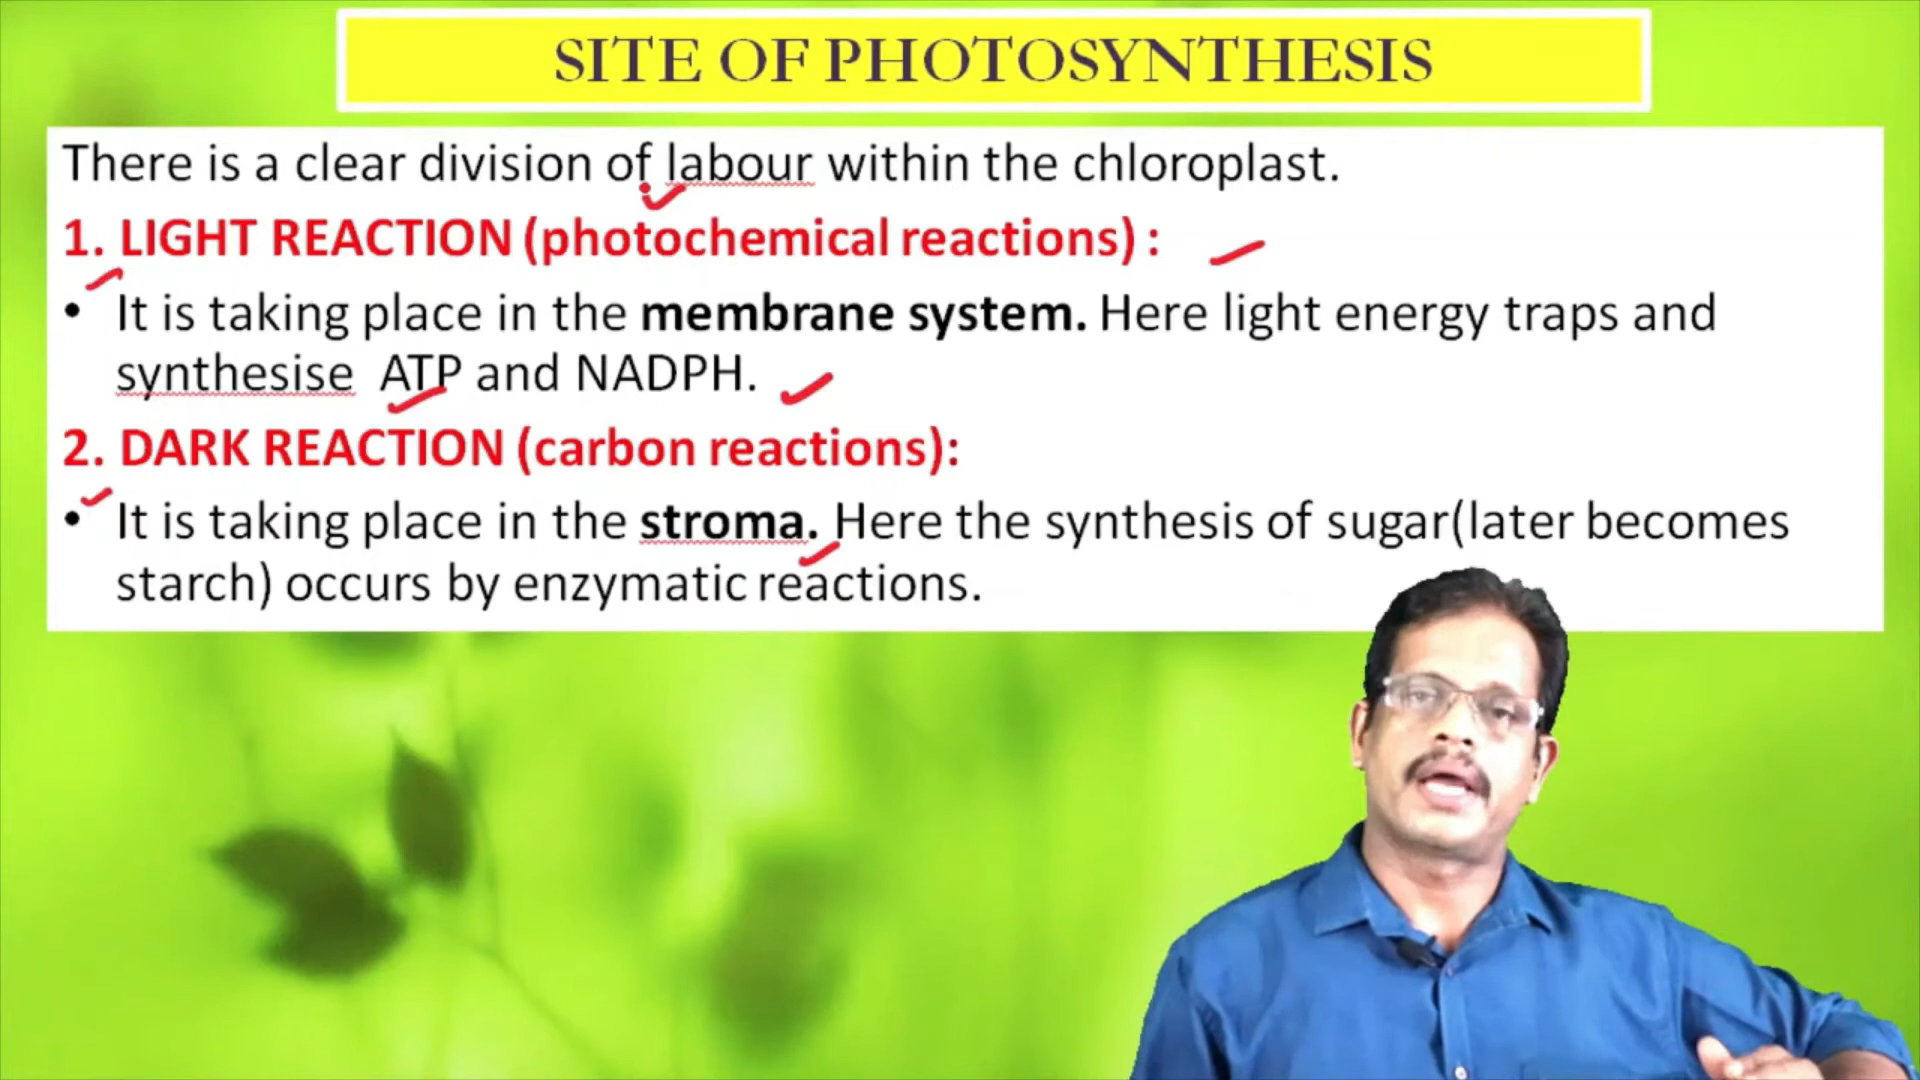 SITE OF PHOTOSYNTHESIS
There is a clear division of labour within the chloroplast.
1. LIGHT REACTION (photochemical reactions) :
• It is taking place in the membrane system. Here light energy traps and
synthesise ATP and NADPH.
2. DARK REACTION (carbon reactions):
• It is taking place in the stroma. Here the synthesis of sugar(later becomes
starch) occurs by enzymatic reactions.